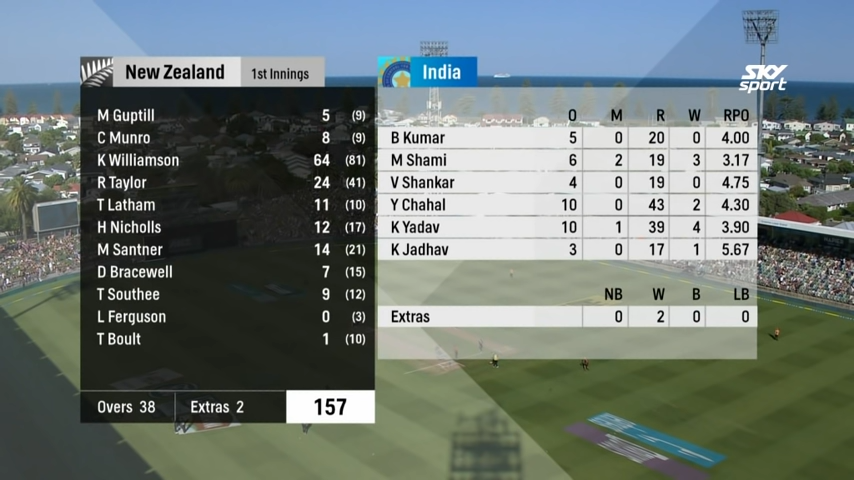 New Zealand 1st Innings
M Guptill 5 (9)
C Munro 8 (9)
K Williamson 64 (81)
R Taylor 24 (41)
T Latham 11 (10)
H Nicholls 12 (17)
M Santner 14 (21)
D Bracewell 7 (15)
T Southee 9 (12)
L Ferguson 0 (3)
T Boult 1 (10)
Overs 38 Extras 2 157
India
O M R W RPO
B Kumar 5 0 20 0 4.00
M Shami 6 2 19 3 3.17
V Shankar 4 0 19 0 4.75
Y Chahal 10 0 43 2 4.30
K Yadav 10 1 39 4 3.90
K Jadhav 3 0 17 1 5.67
NB W B LB
Extras 0 2 0 0
SKY
sport